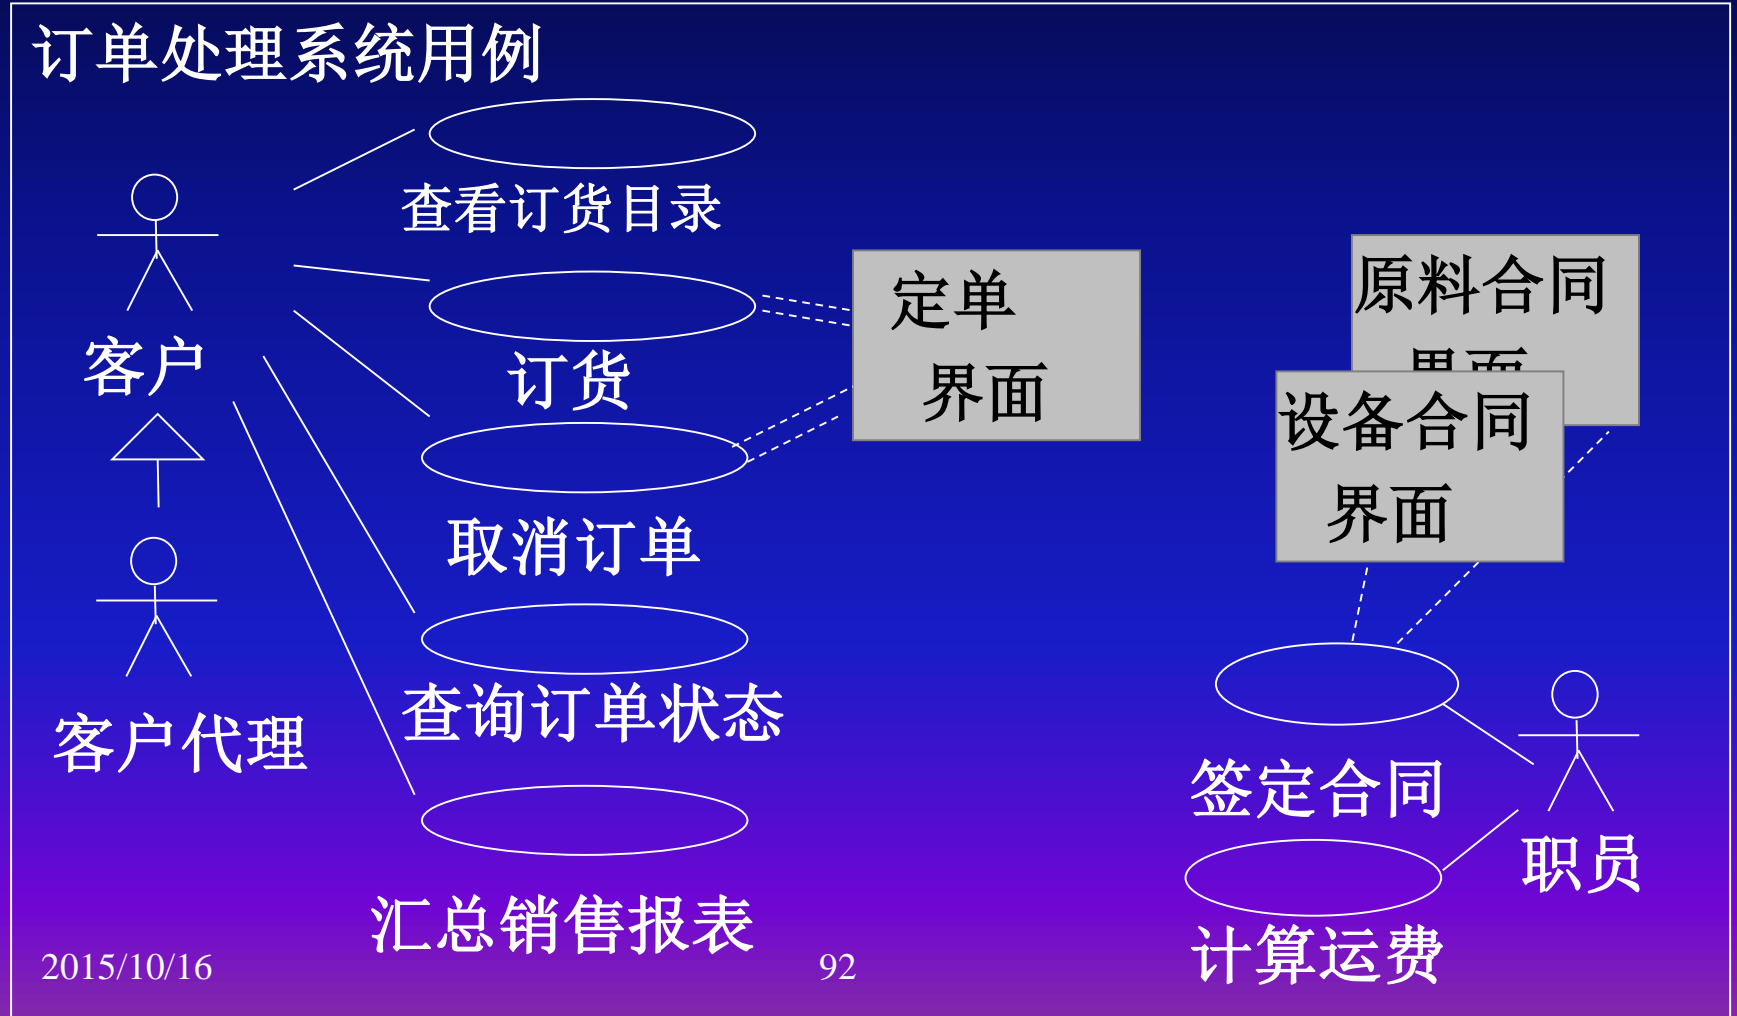 订单处理系统用例
查看订货目录
客户
订货
定单
界面
取消订单
客户代理
查询订单状态
汇总销售报表
原料合同
界面
设备合同
界面
签定合同
职员
计算运费
2015/10/16
92